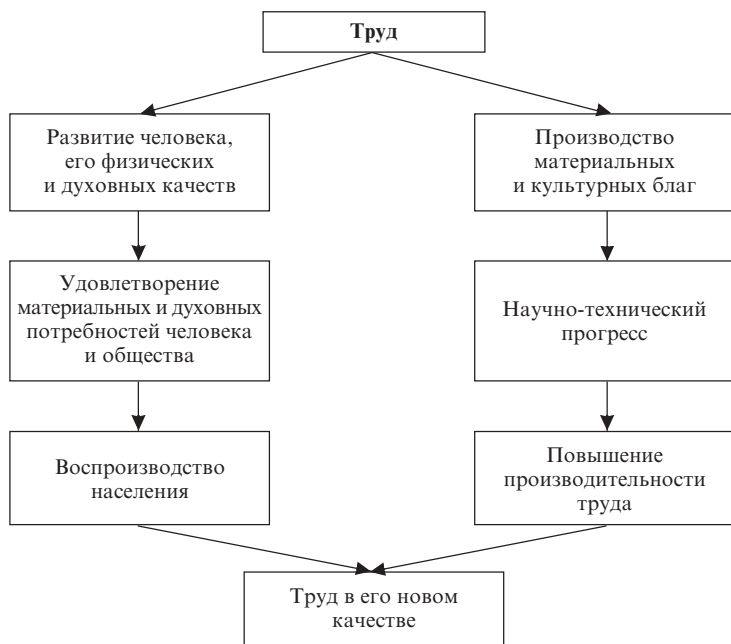 Труд
Развитие человека,
его физических
и духовных качеств
Производство
материальных
и культурных благ
Удовлетворение
материальных и духовных
потребностей человека
и общества
Научно-технический
прогресс
Воспроизводство
населения
Повышение
производительности
труда
Труд в его новом
качестве